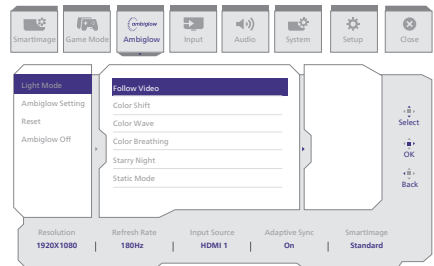 ambiglow
SmartImage Game Mode Ambiglow Input Audio System Setup Close
Light Mode
Ambiglow Setting
Reset
Ambiglow Off
Follow Video
Color Shift
Color Wave
Color Breathing
Starry Night
Static Mode
Select
OK
Back
Resolution Refresh Rate Input Source Adaptive Sync SmartImage
1920X1080 | 180Hz | HDMI 1 | On | Standard